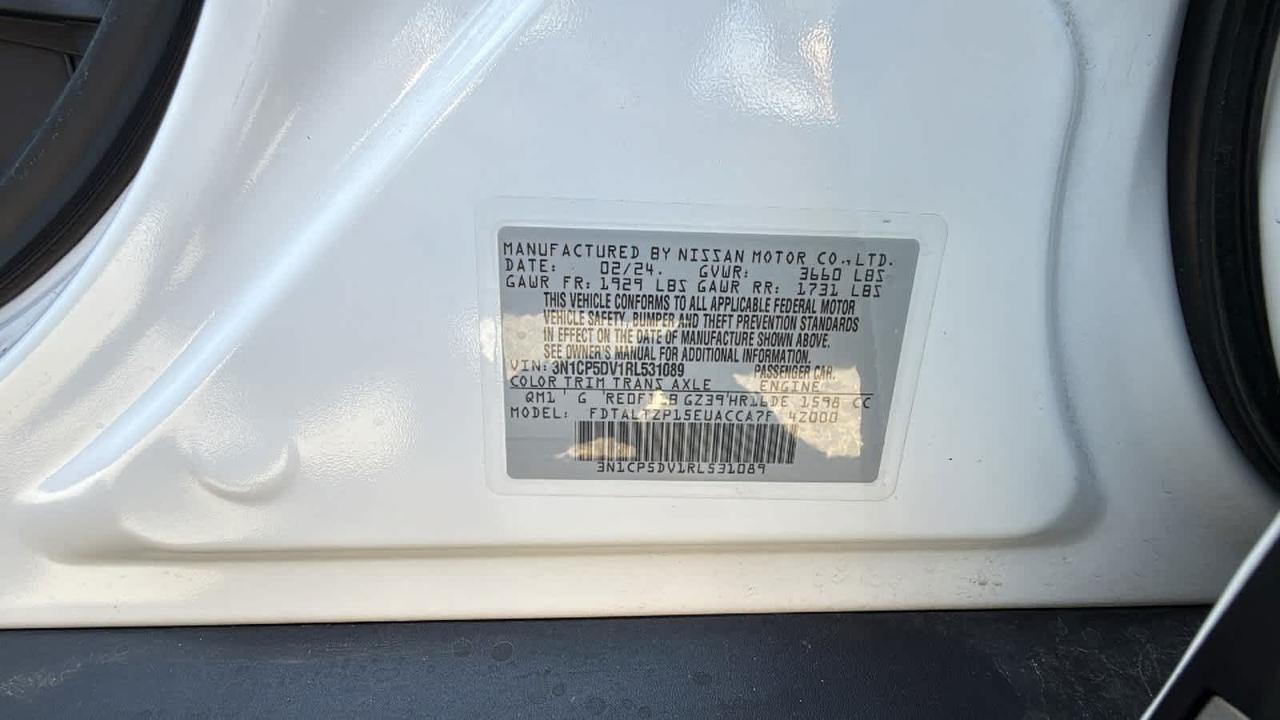 MANUFACTURED BY NISSAN MOTOR CO.,LTD.
DATE: 02/24. GVWR: 3660 LBS
GAWR FR: 1929 LBS GAWR RR: 1731 LBS
THIS VEHICLE CONFORMS TO ALL APPLICABLE FEDERAL MOTOR
VEHICLE SAFETY, BUMPER AND THEFT PREVENTION STANDARDS
IN EFFECT ON THE DATE OF MANUFACTURE SHOWN ABOVE.
SEE OWNER'S MANUAL FOR ADDITIONAL INFORMATION.
VIN: 3N1CP5DV1RL531089 PASSENGER CAR.
COLOR TRIM TRANS AXLE ENGINE
QM1 G GZ39 HR16DE 1598 CC
MODEL: FDTALTZP15EUACCA7F 42000
3N1CP5DV1RL531089